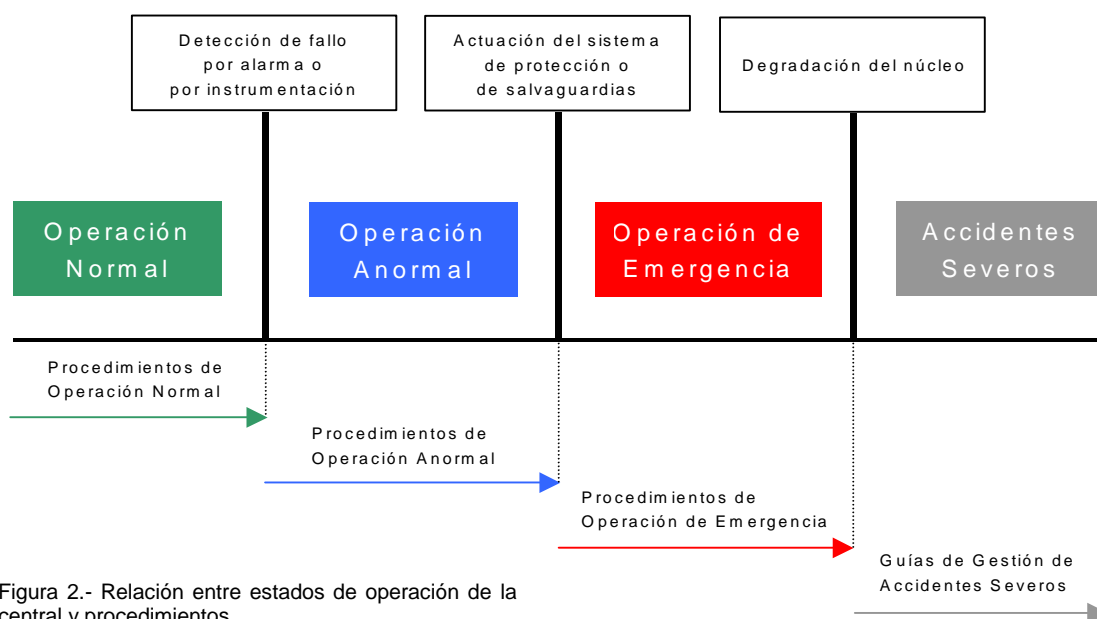 Detección de fallo
por alarma o
por instrumentación
Actuación del sistema
de protección o
de salvaguardias
Degradación del núcleo
Operación
Normal
Operación
Anormal
Operación de
Emergencia
Accidentes
Severos
Procedimientos de
Operación Normal
Procedimientos de
Operación Anormal
Procedimientos de
Operación de Emergencia
Guías de Gestión de
Accidentes Severos
Figura 2.- Relación entre estados de operación de la
central y procedimientos